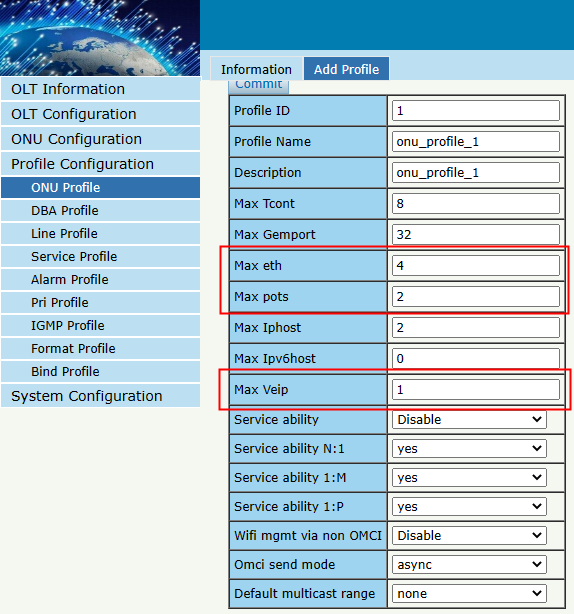 Information Add Profile
OLT Information
OLT Configuration
ONU Configuration
Profile Configuration
ONU Profile
DBA Profile
Line Profile
Service Profile
Alarm Profile
Pri Profile
IGMP Profile
Format Profile
Bind Profile
System Configuration
Commit
Profile ID 1
Profile Name onu_profile_1
Description onu_profile_1
Max Tcont 8
Max Gemport 32
Max eth 4
Max pots 2
Max Iphost 2
Max Ipv6host 0
Max Veip 1
Service ability Disable
Service ability N:1 yes
Service ability 1:M yes
Service ability 1:P yes
Wifi mgmt via non OMCI Disable
Omci send mode async
Default multicast range none